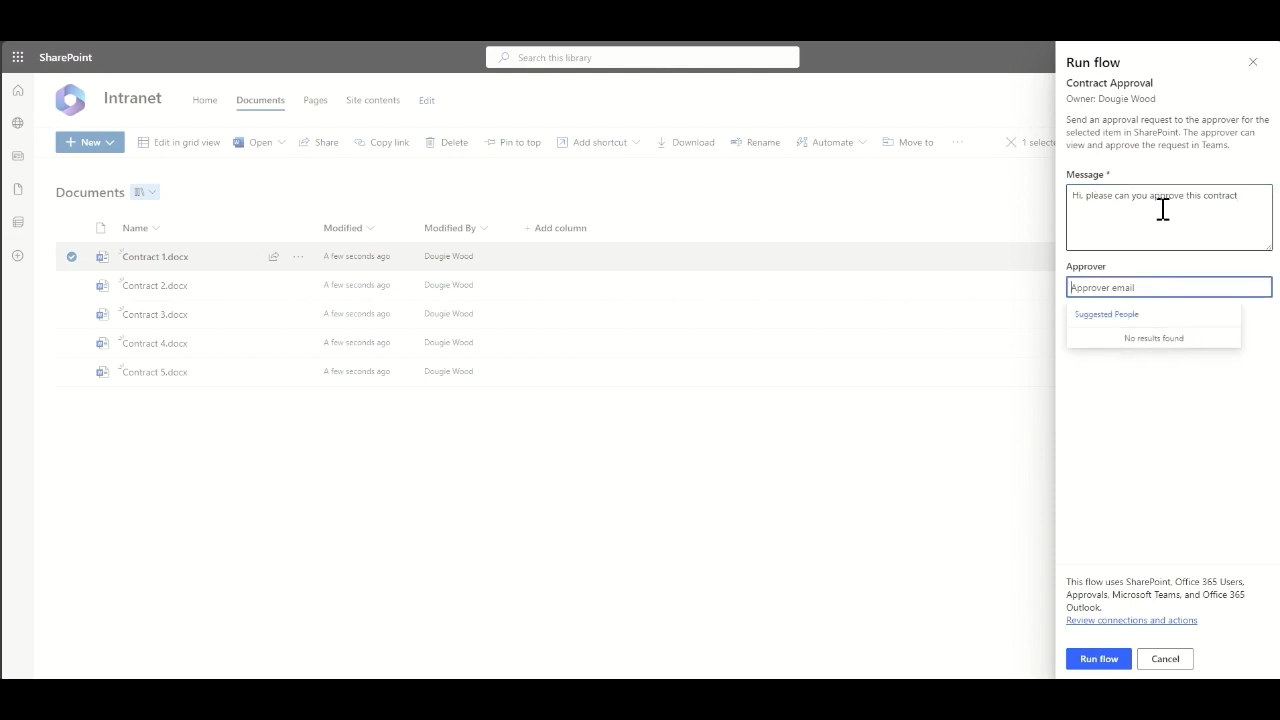 SharePoint
Search this library
Intranet
Home Documents Pages Site contents Edit
+ New Edit in grid view Open Share Copy link Delete Pin to top Add shortcut Download Rename Automate Move to ... 1 selecte
Documents
Name Modified Modified By + Add column
Contract 1.docx ... A few seconds ago Dougie Wood
Contract 2.docx A few seconds ago Dougie Wood
Contract 3.docx A few seconds ago Dougie Wood
Contract 4.docx A few seconds ago Dougie Wood
Contract 5.docx A few seconds ago Dougie Wood
Run flow
Contract Approval
Owner: Dougie Wood
Send an approval request to the approver for the
selected item in SharePoint. The approver can
view and approve the request in Teams.
Message *
Hi, please can you approve this contract
Approver
Approver email
Suggested People
No results found
This flow uses SharePoint, Office 365 Users,
Approvals, Microsoft Teams, and Office 365
Outlook.
Review connections and actions
Run flow Cancel